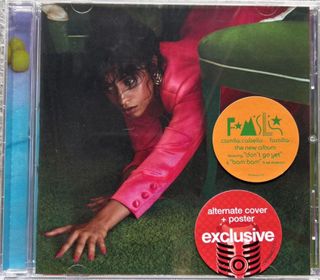 FAMILIA
camila cabello . familia
the new album
featuring "don't go yet"
& "bam bam"
alternate cover
+ poster
exclusive